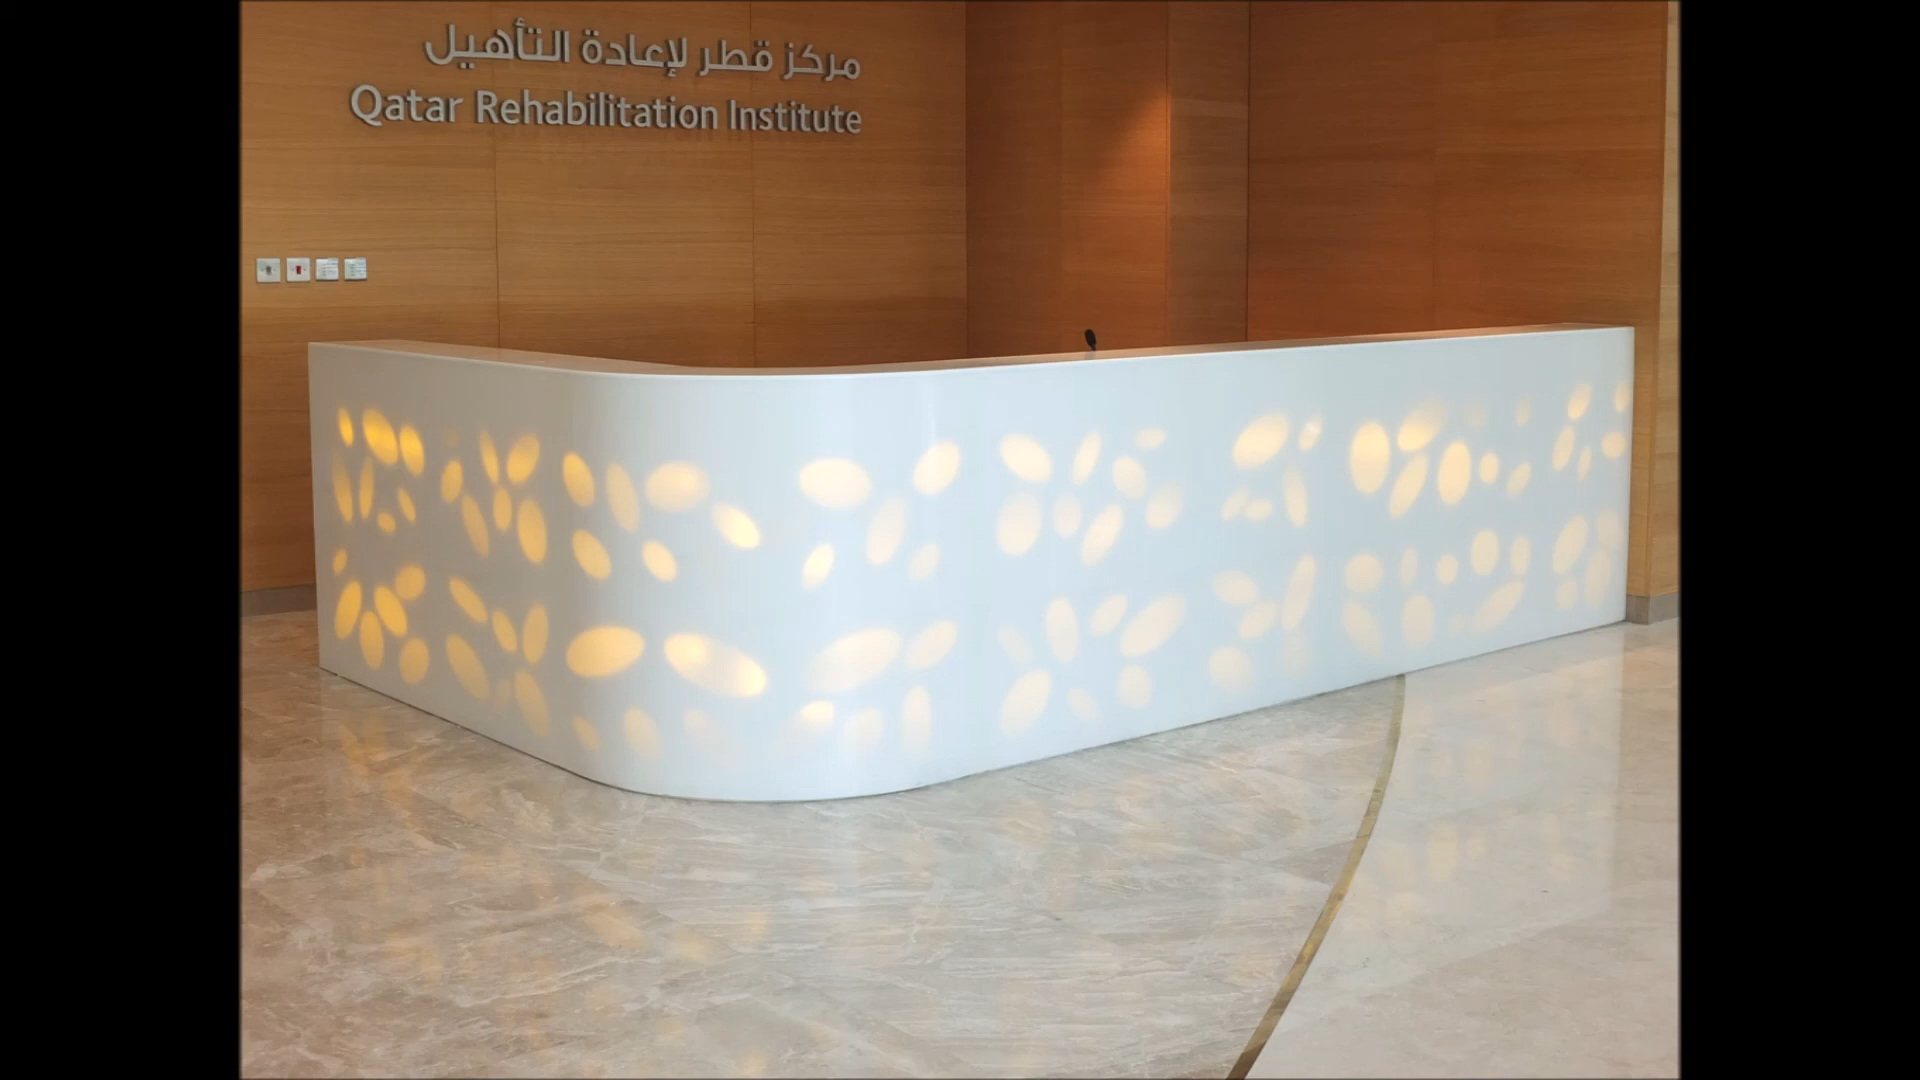 مركز قطر لإعادة التأهيل
Qatar Rehabilitation Institute